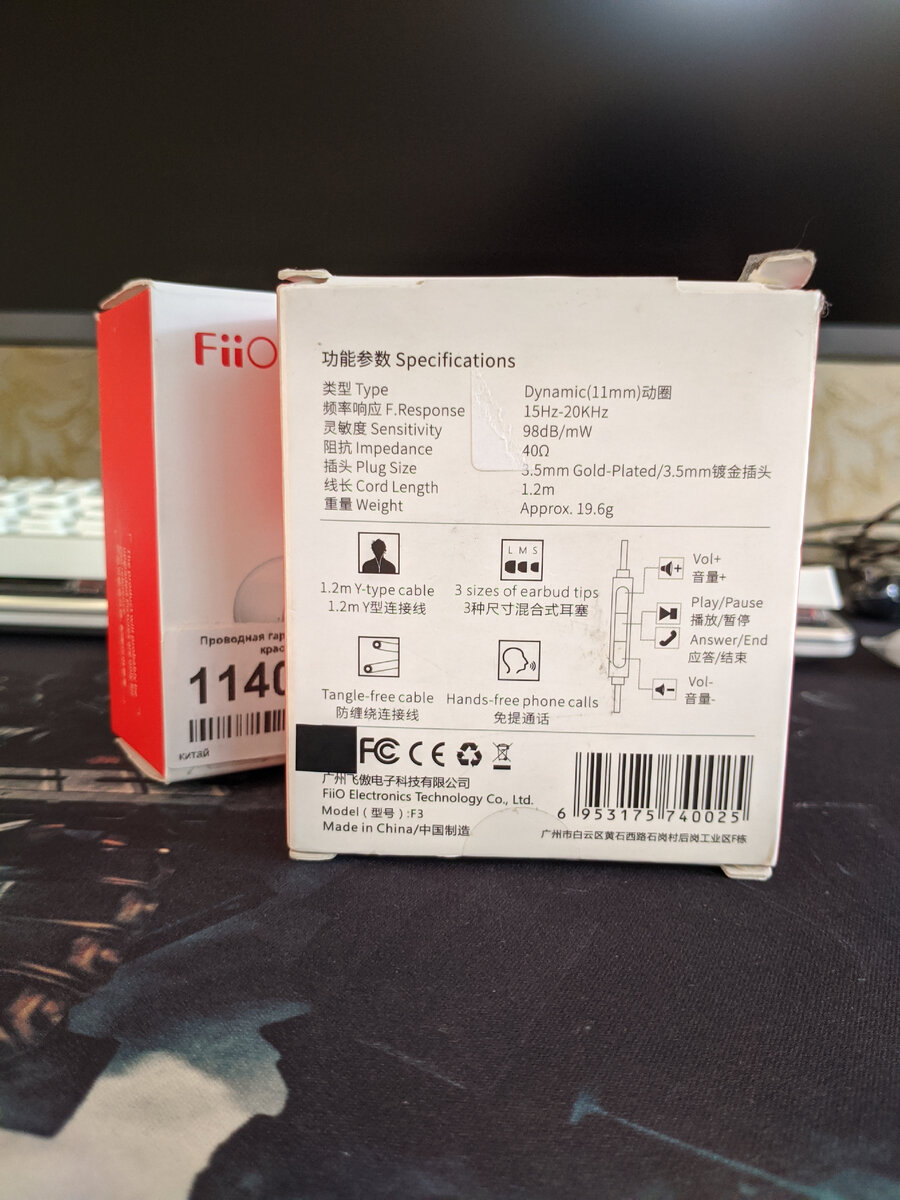 FiiO
Проводная гар
крас
1140
китай
功能参数 Specifications
类型 Type Dynamic(11mm)动圈
频率响应 F.Response 15Hz-20KHz
灵敏度 Sensitivity 98dB/mW
阻抗 Impedance 40Ω
插头 Plug Size 3.5mm Gold-Plated/3.5mm镀金插头
线长 Cord Length 1.2m
重量 Weight Approx. 19.6g
1.2m Y-type cable
1.2m Y型连接线
L M S
3 sizes of earbud tips
3种尺寸混合式耳塞
Tangle-free cable
防缠绕连接线
Hands-free phone calls
免提通话
Vol+
音量+
Play/Pause
播放/暂停
Answer/End
应答/结束
Vol-
音量-
FC CE
广州飞傲电子科技有限公司
FiiO Electronics Technology Co., Ltd.
Model (型号) :F3
Made in China/中国制造
6 953175 740025
广州市白云区黄石西路石岗村后岗工业区F栋